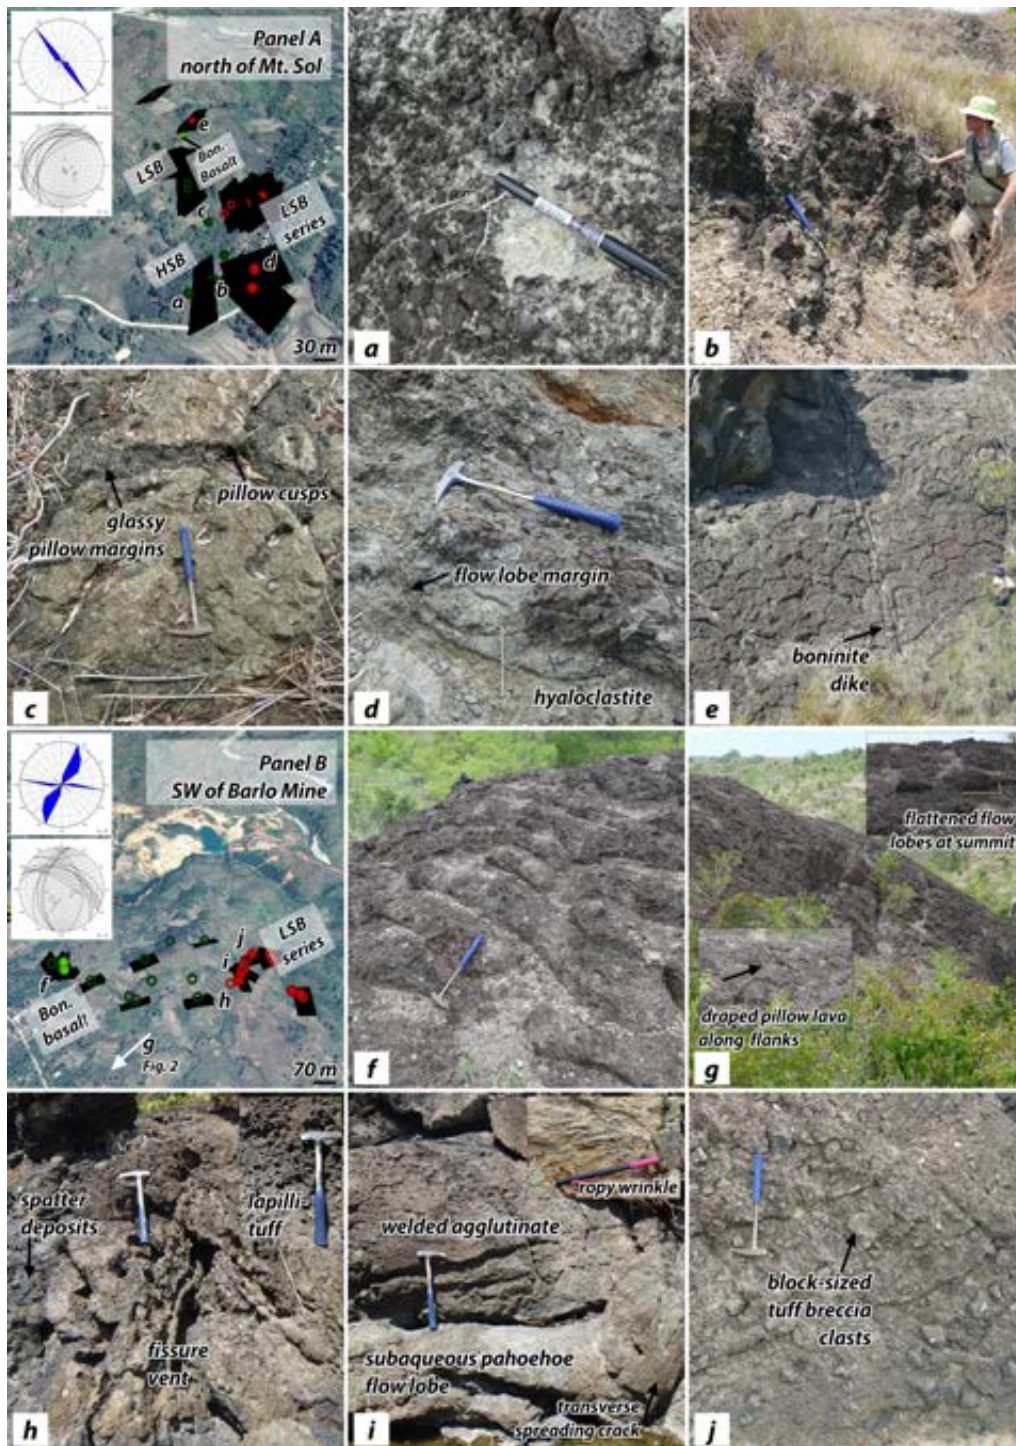 Panel A
north of Mt. Sol
e
LSB
Bon.
Basalt
c
LSB
series
HSB
d
a
b
30 m
a
b
pillow cusps
glassy
pillow margins
c
flow lobe margin
hyaloclastite
d
boninite
dike
e
Panel B
SW of Barlo Mine
j
LSB
series
i
f
h
Bon.
basalt
g
Fig. 2
70 m
f
flattened flow
lobes at summit
draped pillow lava
along flanks
g
spatter
deposits
lapilli-
tuff
fissure
vent
h
ropy wrinkle
welded agglutinate
subaqueous pahoehoe
flow lobe
transverse
spreading crack
i
block-sized
tuff breccia
clasts
j